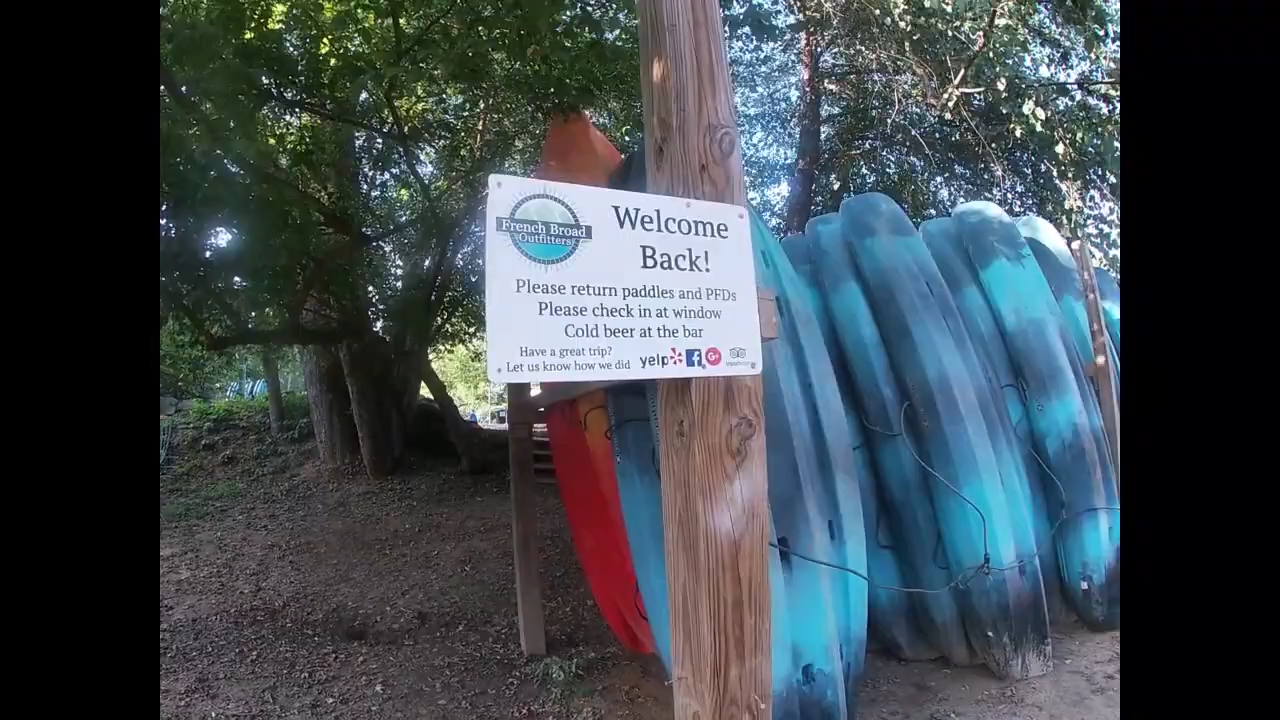 French Broad
Outfitters
Welcome
Back!
Please return paddles and PFDs
Please check in at window
Cold beer at the bar
Have a great trip?
Let us know how we did
yelp
f
G+